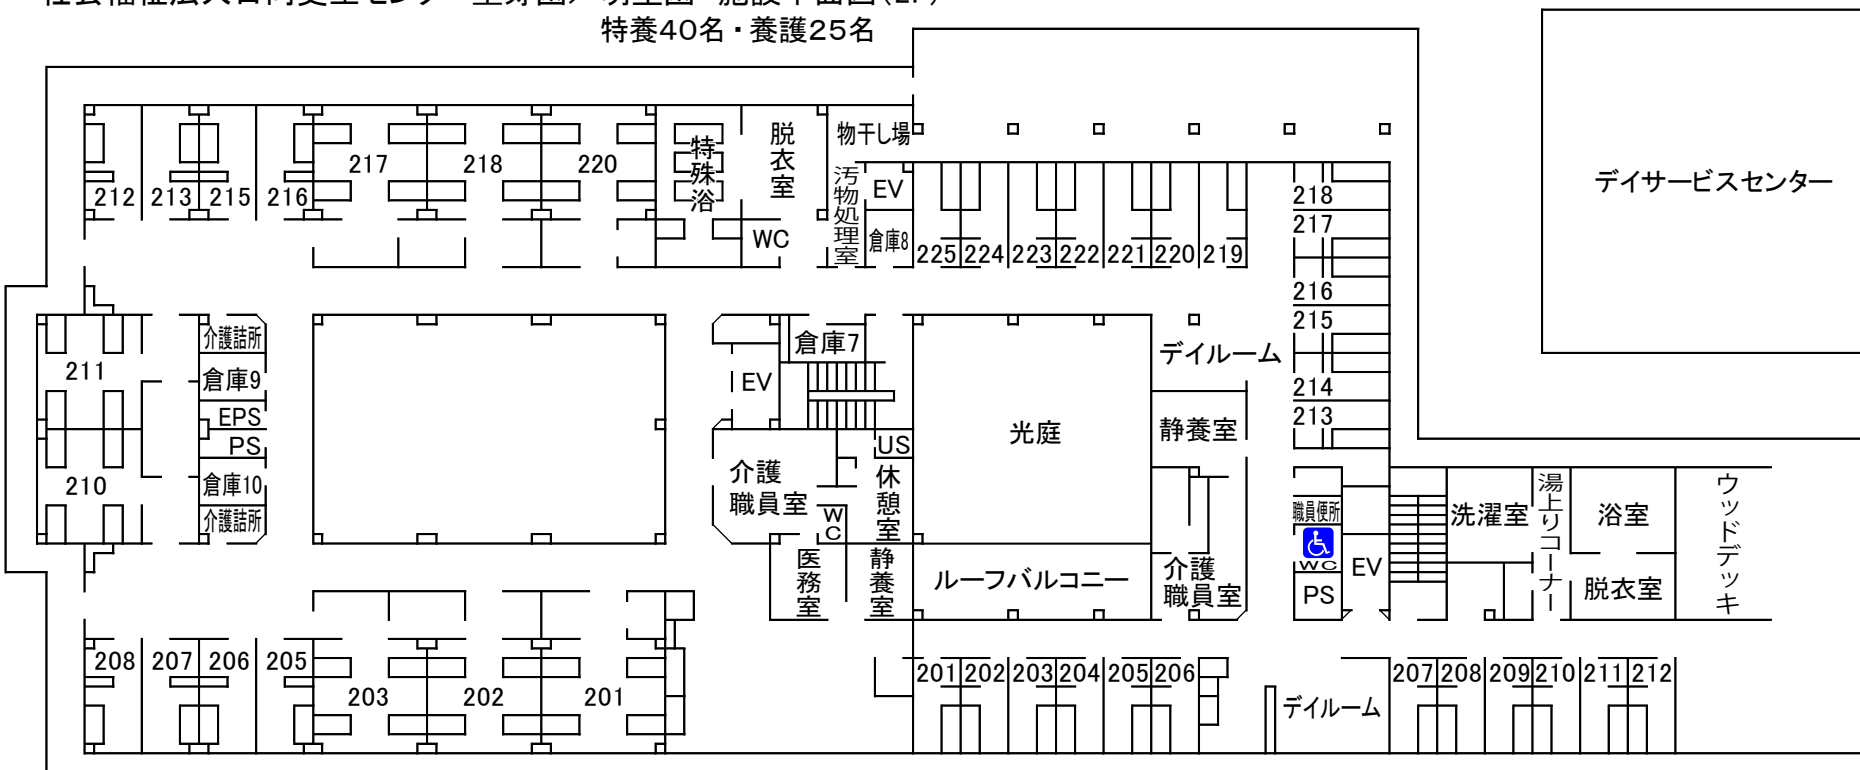 特養40名・養護25名
デイサービスセンター
物干し場
脱衣室
特殊浴
汚物処理室
EV
倉庫8
WC
212
213
215
216
217
218
220
225
224
223
222
221
220
219
218
217
216
215
214
213
介護詰所
倉庫9
EPS
PS
倉庫10
介護詰所
211
210
倉庫7
EV
US
介護
職員室
休憩室
WC
医務室
静養室
光庭
ルーフバルコニー
デイルーム
静養室
介護
職員室
職員便所
WC
PS
EV
洗濯室
湯上りコーナー
浴室
脱衣室
ウッドデッキ
208
207
206
205
203
202
201
201
202
203
204
205
206
デイルーム
207
208
209
210
211
212